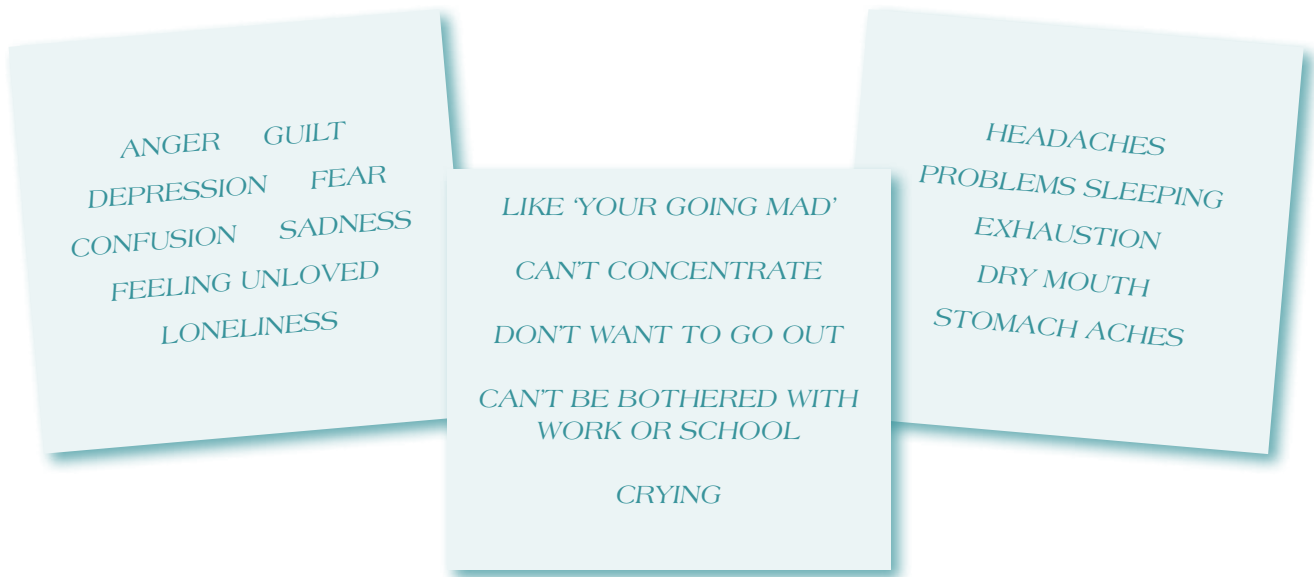 ANGER GUILT
DEPRESSION FEAR
CONFUSION SADNESS
FEELING UNLOVED
LONELINESS
LIKE ‘YOUR GOING MAD’
CAN’T CONCENTRATE
DON’T WANT TO GO OUT
CAN’T BE BOTHERED WITH
WORK OR SCHOOL
CRYING
HEADACHES
PROBLEMS SLEEPING
EXHAUSTION
DRY MOUTH
STOMACH ACHES